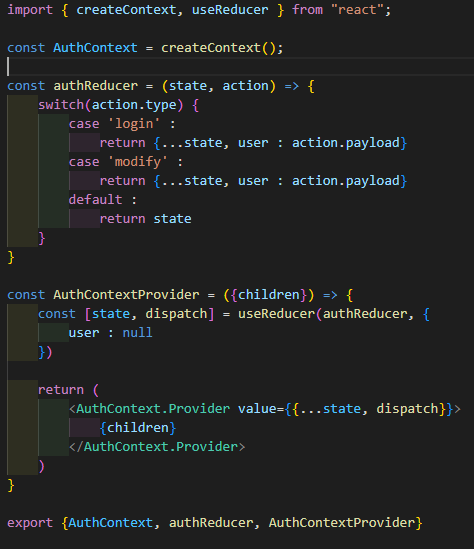 import { createContext, useReducer } from "react";
const AuthContext = createContext();
const authReducer = (state, action) => {
switch(action.type) {
case 'login' :
return {...state, user : action.payload}
case 'modify' :
return {...state, user : action.payload}
default :
return state
}
}
const AuthContextProvider = ({children}) => {
const [state, dispatch] = useReducer(authReducer, {
user : null
})
return (
<AuthContext.Provider value={{...state, dispatch}}>
{children}
</AuthContext.Provider>
)
}
export {AuthContext, authReducer, AuthContextProvider}